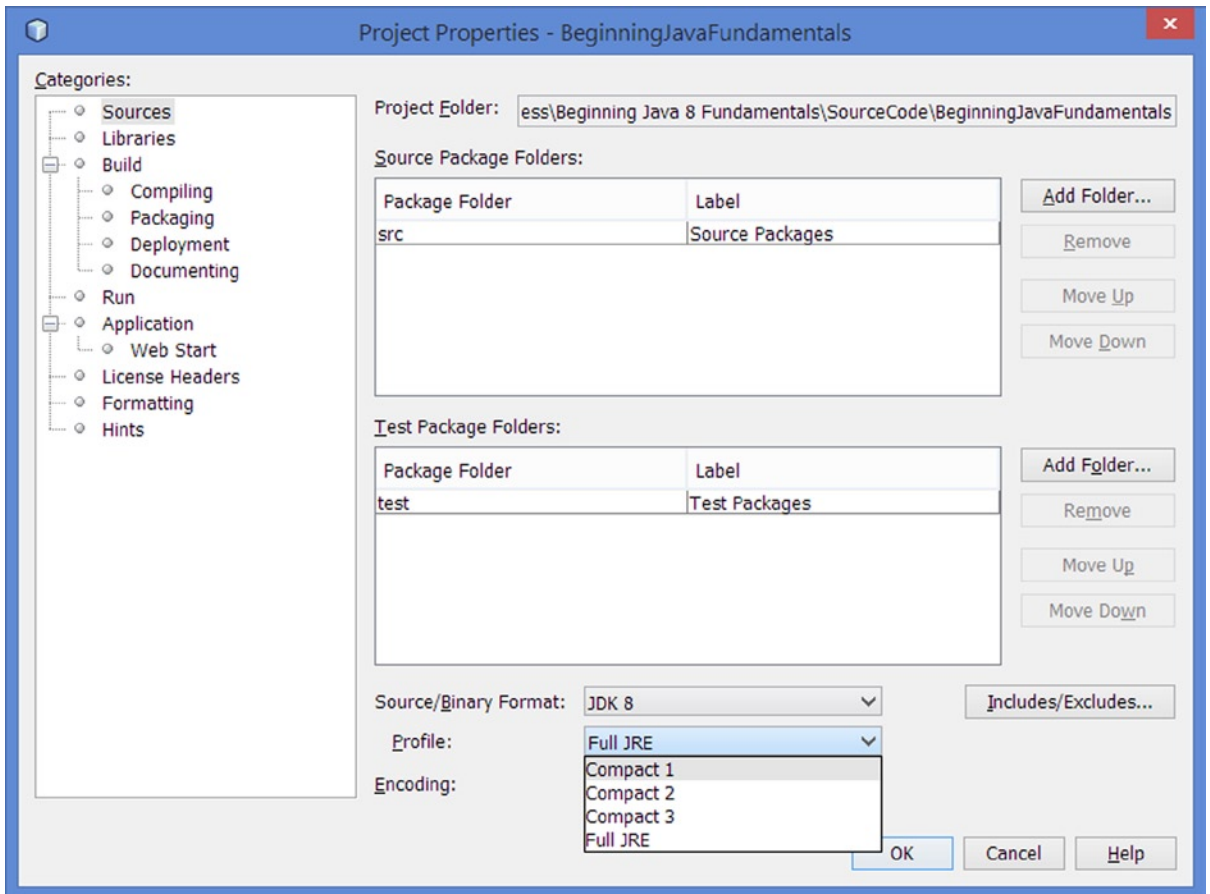 Project Properties - BeginningJavaFundamentals
Categories:
Sources
Libraries
Build
Compiling
Packaging
Deployment
Documenting
Run
Application
Web Start
License Headers
Formatting
Hints
Project Folder: ess\Beginning Java 8 Fundamentals\SourceCode\BeginningJavaFundamentals
Source Package Folders:
Package Folder Label
src Source Packages
Add Folder...
Remove
Move Up
Move Down
Test Package Folders:
Package Folder Label
test Test Packages
Add Folder...
Remove
Move Up
Move Down
Source/Binary Format: JDK 8 Includes/Excludes...
Profile: Full JRE
Compact 1
Compact 2
Compact 3
Full JRE
Encoding:
OK Cancel Help